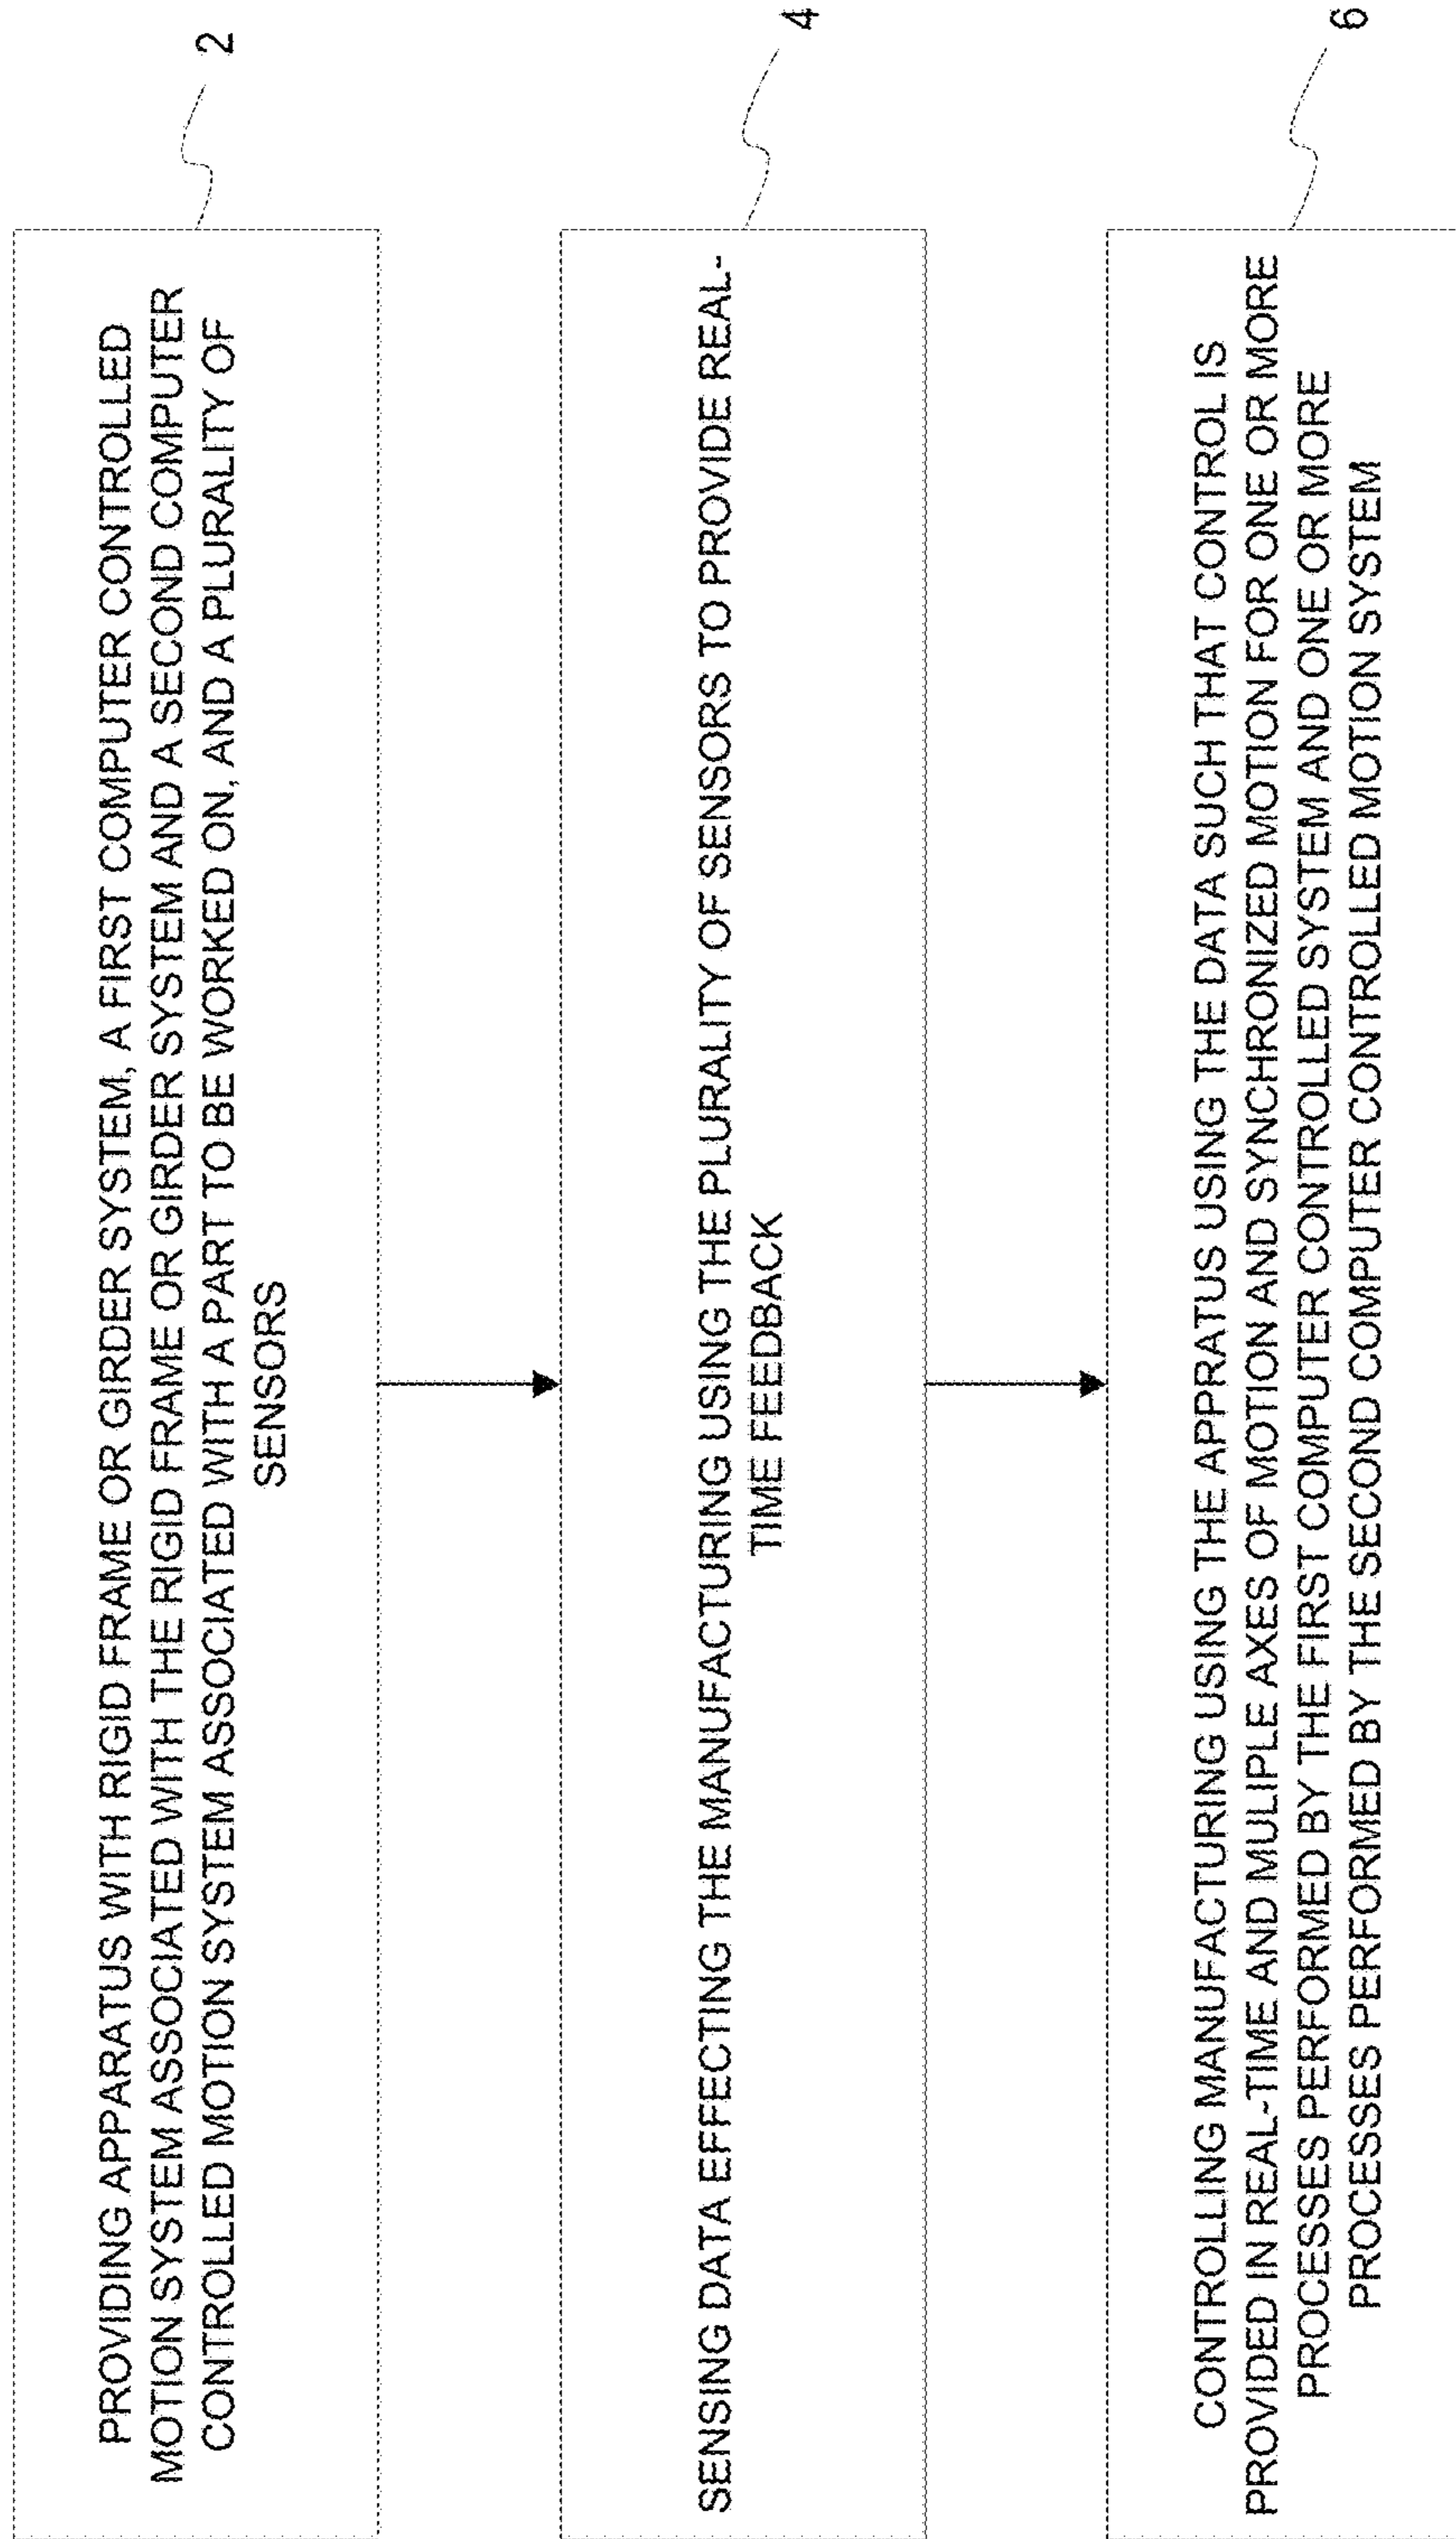 PROVIDING APPARATUS WITH RIGID FRAME OR GIRDER SYSTEM, A FIRST COMPUTER CONTROLLED
MOTION SYSTEM ASSOCIATED WITH THE RIGID FRAME OR GIRDER SYSTEM AND A SECOND COMPUTER
CONTROLLED MOTION SYSTEM ASSOCIATED WITH A PART TO BE WORKED ON, AND A PLURALITY OF
SENSORS
2
SENSING DATA EFFECTING THE MANUFACTURING USING THE PLURALITY OF SENSORS TO PROVIDE REAL-
TIME FEEDBACK
4
CONTROLLING MANUFACTURING USING THE APPRATUS USING THE DATA SUCH THAT CONTROL IS
PROVIDED IN REAL-TIME AND MULIPLE AXES OF MOTION AND SYNCHRONIZED MOTION FOR ONE OR MORE
PROCESSES PERFORMED BY THE FIRST COMPUTER CONTROLLED SYSTEM AND ONE OR MORE
PROCESSES PERFORMED BY THE SECOND COMPUTER CONTROLLED MOTION SYSTEM
6